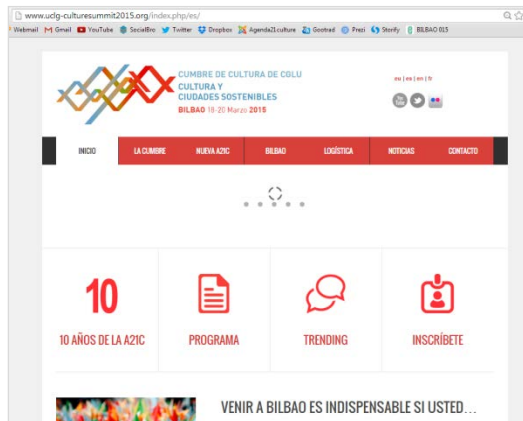 www.uclg-culturesummit2015.org/index.php/es/
Webmail Gmail YouTube SocialBro Twitter Dropbox Agenda21culture Gootrad Prezi Storify BILBAO 015
CUMBRE DE CULTURA DE CGLU
CULTURA Y
CIUDADES SOSTENIBLES
BILBAO 18-20 Marzo 2015
eu | es | en | fr
You Tube
INICIO LA CUMBRE NUEVA A21C BILBAO LOGÍSTICA NOTICIAS CONTACTO
10
10 AÑOS DE LA A21C PROGRAMA TRENDING INSCRÍBETE
VENIR A BILBAO ES INDISPENSABLE SI USTED...